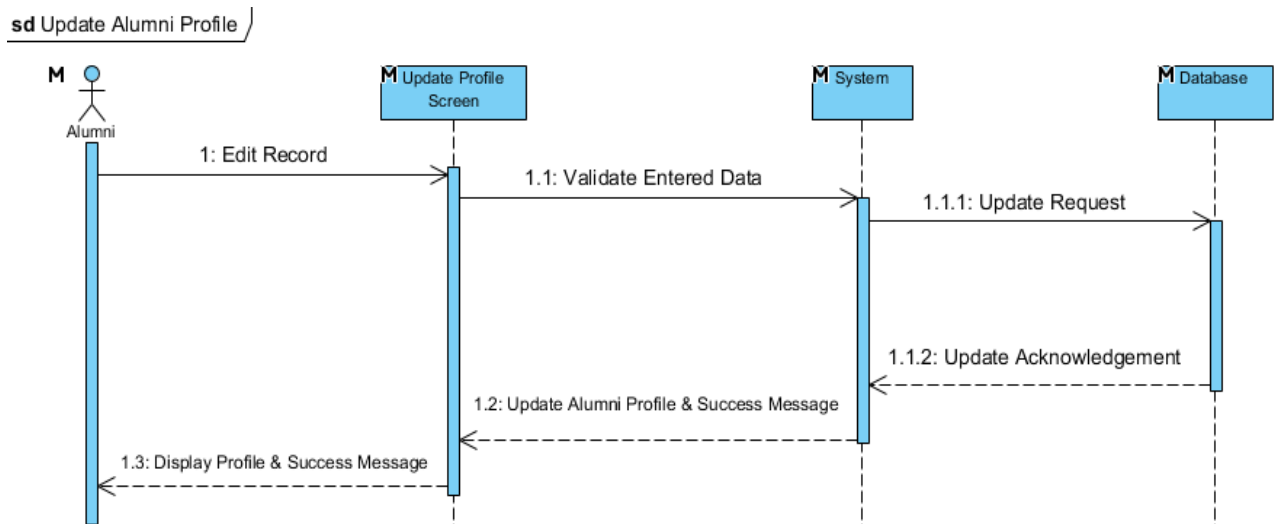 sd Update Alumni Profile
M
Alumni
M Update Profile
Screen
M System
M Database
1: Edit Record
1.1: Validate Entered Data
1.1.1: Update Request
1.1.2: Update Acknowledgement
1.2: Update Alumni Profile & Success Message
1.3: Display Profile & Success Message